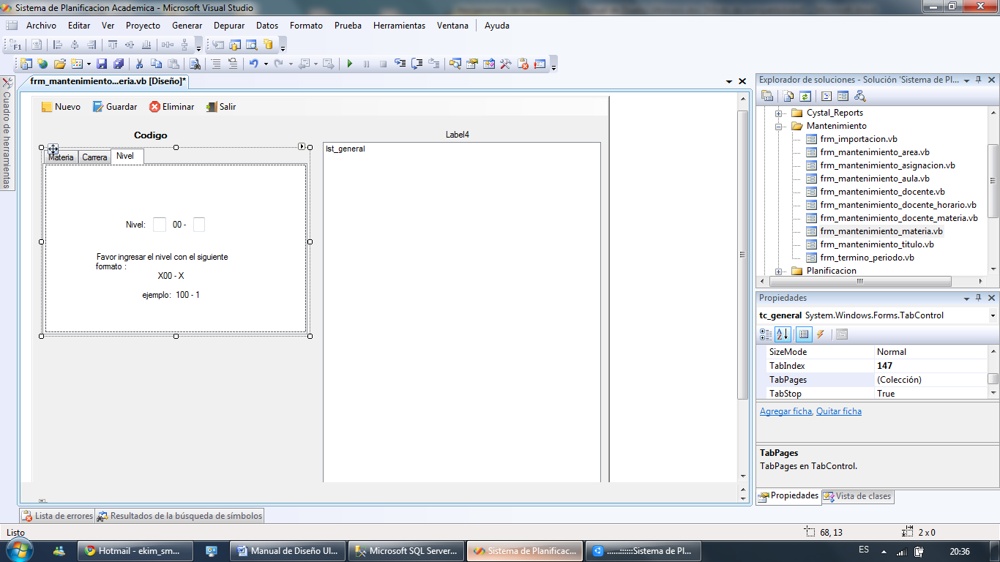 Sistema de Planificacion Academica - Microsoft Visual Studio
Archivo Editar Ver Proyecto Generar Depurar Datos Formato Prueba Herramientas Ventana Ayuda
frm_mantenimiento...eria.vb [Diseño]*
Cuadro de herramientas
Nuevo Guardar Eliminar Salir
Codigo
Label4
Materia Carrera Nivel
lst_general
Nivel: 00 -
Favor ingresar el nivel con el siguiente
formato :
X00 - X
ejemplo: 100 - 1
Explorador de soluciones - Solución 'Sistema de Pl...
Cystal_Reports
Mantenimiento
frm_importacion.vb
frm_mantenimiento_area.vb
frm_mantenimiento_asignacion.vb
frm_mantenimiento_aula.vb
frm_mantenimiento_docente.vb
frm_mantenimiento_docente_horario.vb
frm_mantenimiento_docente_materia.vb
frm_mantenimiento_materia.vb
frm_mantenimiento_titulo.vb
frm_termino_periodo.vb
Planificacion
Propiedades
tc_general System.Windows.Forms.TabControl
SizeMode Normal
TabIndex 147
TabPages (Colección)
TabStop True
Agregar ficha, Quitar ficha
TabPages
TabPages en TabControl.
Propiedades Vista de clases
Lista de errores Resultados de la búsqueda de símbolos
Listo 68, 13 2 x 0
Hotmail - ekim_sm... Manual de Diseño UI... Microsoft SQL Server... Sistema de Planificac... ......::::::Sistema de Pl... ES 20:36